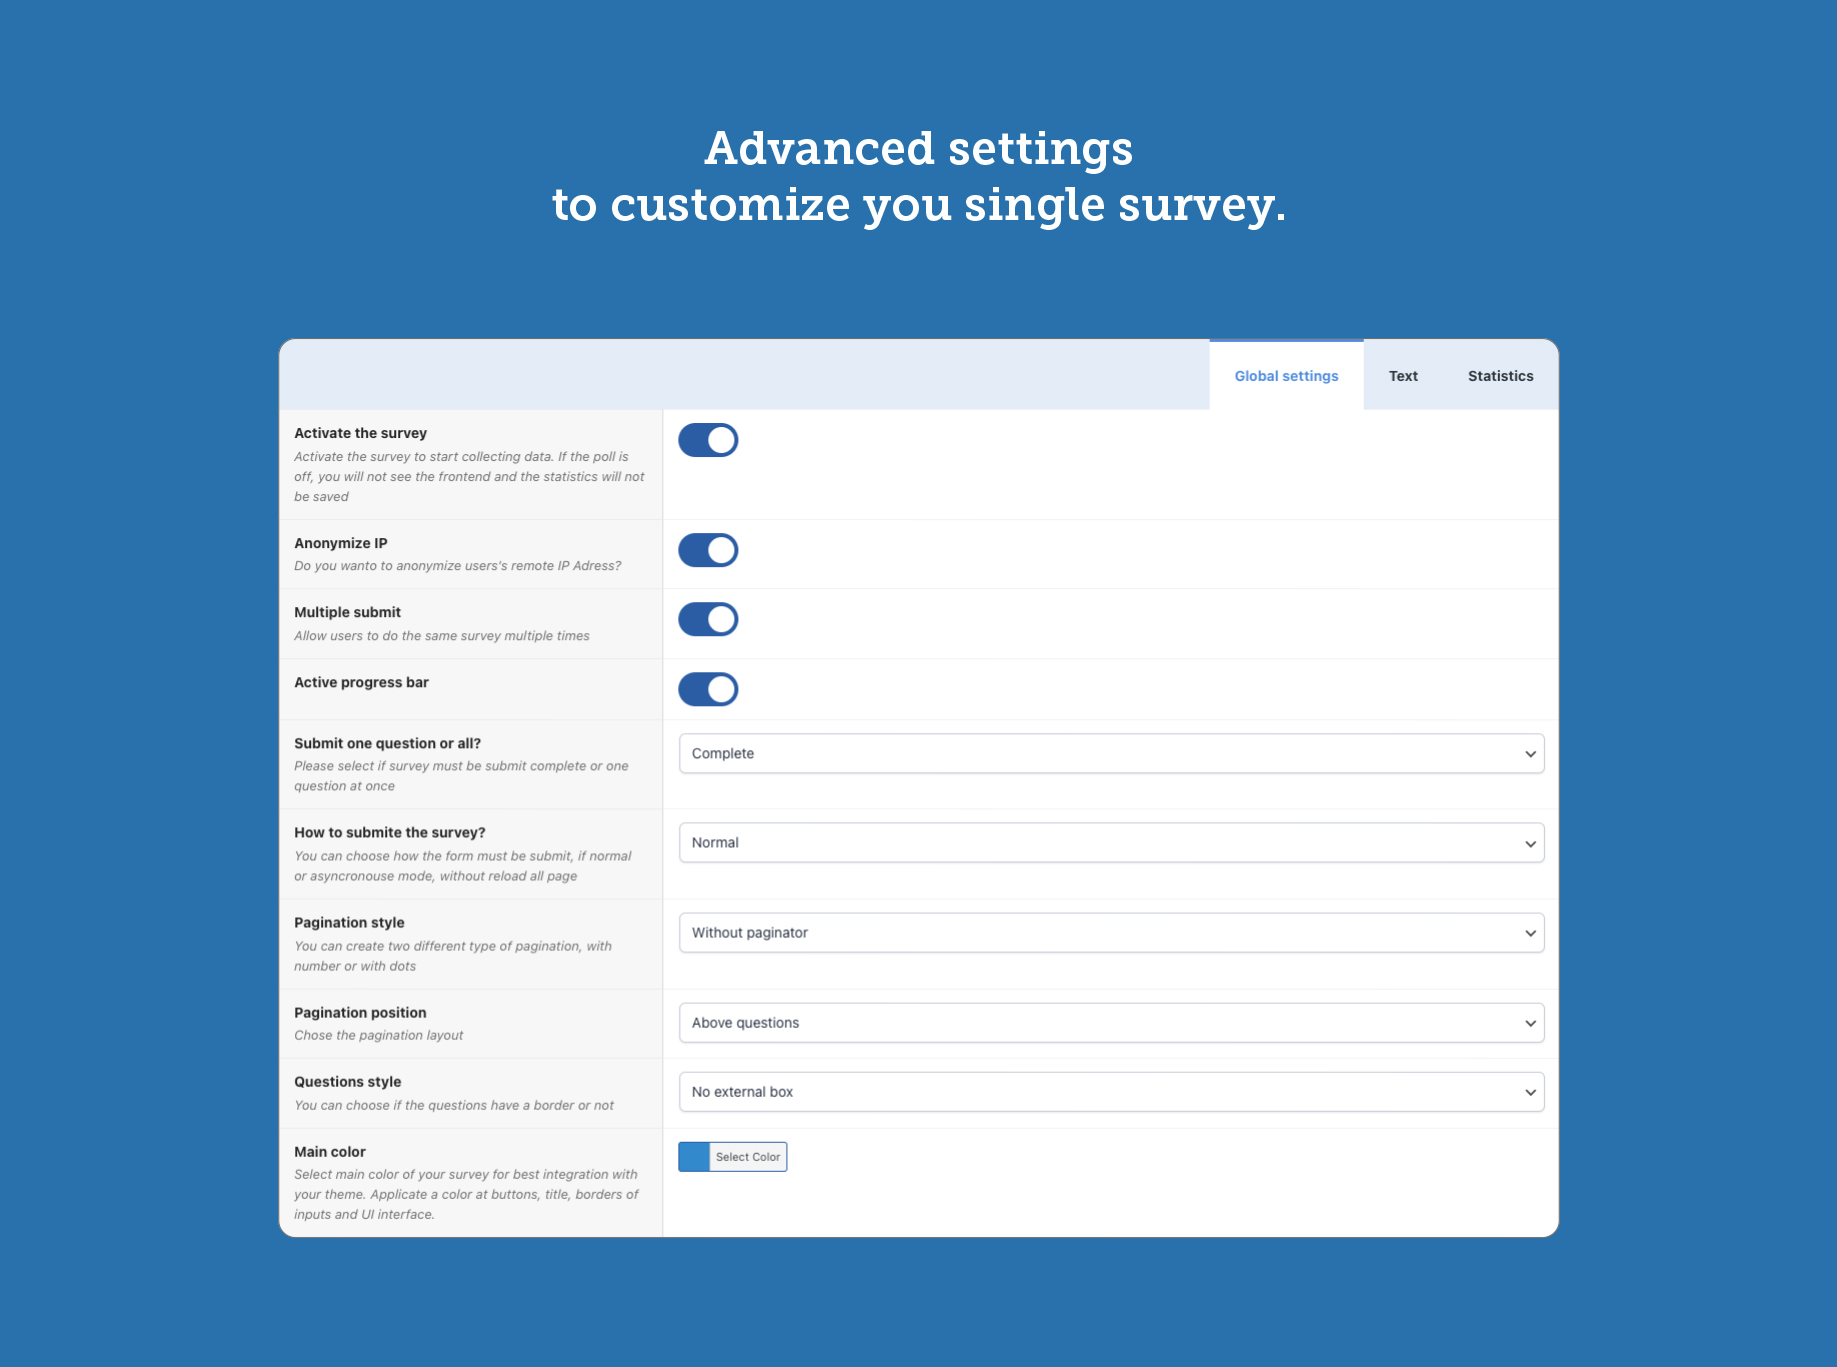 Advanced settings
to customize you single survey.
Global settings
Text
Statistics
Activate the survey
Activate the survey to start collecting data. If the poll is
off, you will not see the frontend and the statistics will not
be saved
Anonymize IP
Do you wanto to anonymize users's remote IP Adress?
Multiple submit
Allow users to do the same survey multiple times
Active progress bar
Submit one question or all?
Please select if survey must be submit complete or one
question at once
Complete
How to submite the survey?
You can choose how the form must be submit, if normal
or asyncronouse mode, without reload all page
Normal
Pagination style
You can create two different type of pagination, with
number or with dots
Without paginator
Pagination position
Chose the pagination layout
Above questions
Questions style
You can choose if the questions have a border or not
No external box
Main color
Select main color of your survey for best integration with
your theme. Applicate a color at buttons, title, borders of
inputs and UI interface.
Select Color